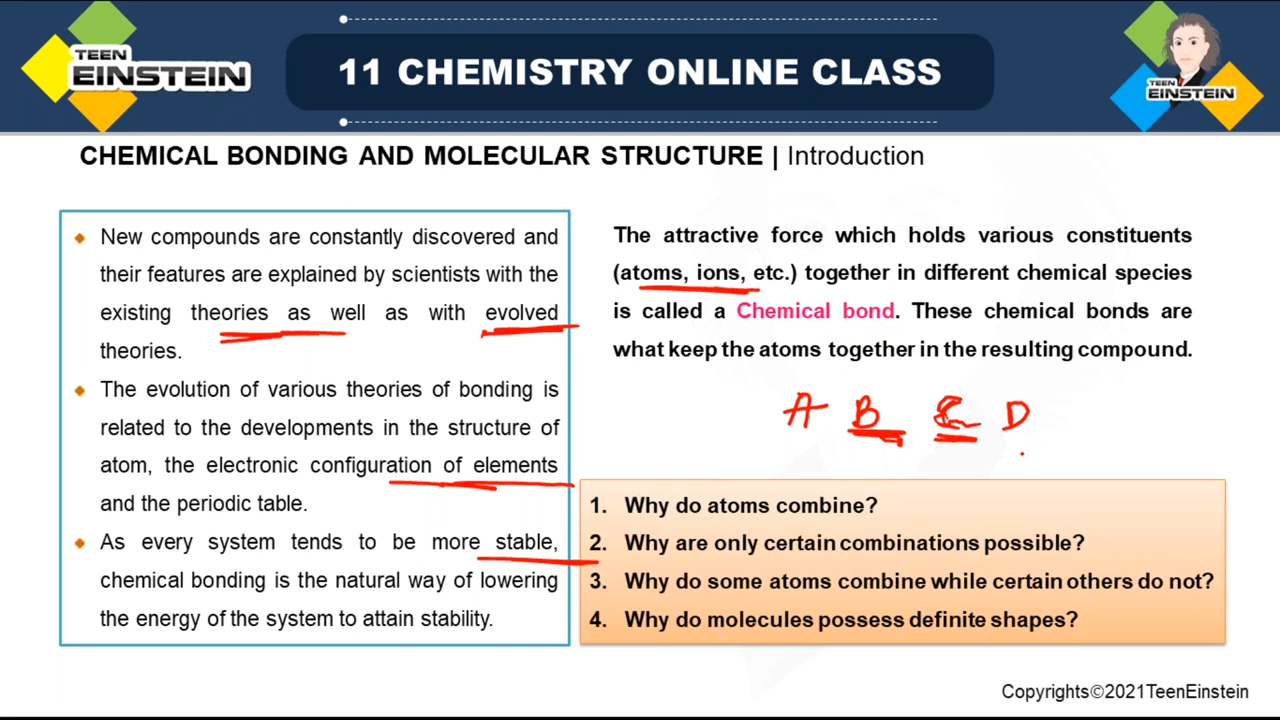 TEEN
EINSTEIN
11 CHEMISTRY ONLINE CLASS
TEEN
EINSTEIN
CHEMICAL BONDING AND MOLECULAR STRUCTURE | Introduction
New compounds are constantly discovered and
their features are explained by scientists with the
existing theories as well as with evolved
theories.
The evolution of various theories of bonding is
related to the developments in the structure of
atom, the electronic configuration of elements
and the periodic table.
As every system tends to be more stable,
chemical bonding is the natural way of lowering
the energy of the system to attain stability.
The attractive force which holds various constituents
(atoms, ions, etc.) together in different chemical species
is called a Chemical bond. These chemical bonds are
what keep the atoms together in the resulting compound.
A B C D
1. Why do atoms combine?
2. Why are only certain combinations possible?
3. Why do some atoms combine while certain others do not?
4. Why do molecules possess definite shapes?
Copyrights©2021TeenEinstein